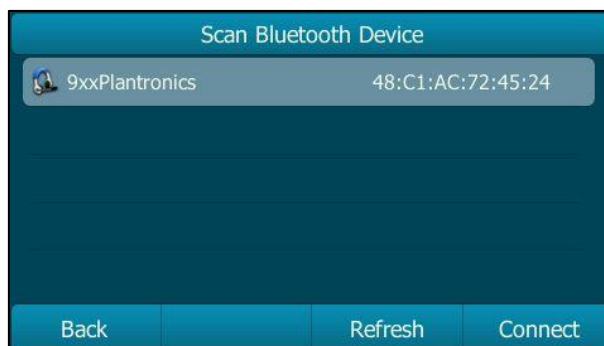 Scan Bluetooth Device
9xxPlantronics 48:C1:AC:72:45:24
Back Refresh Connect